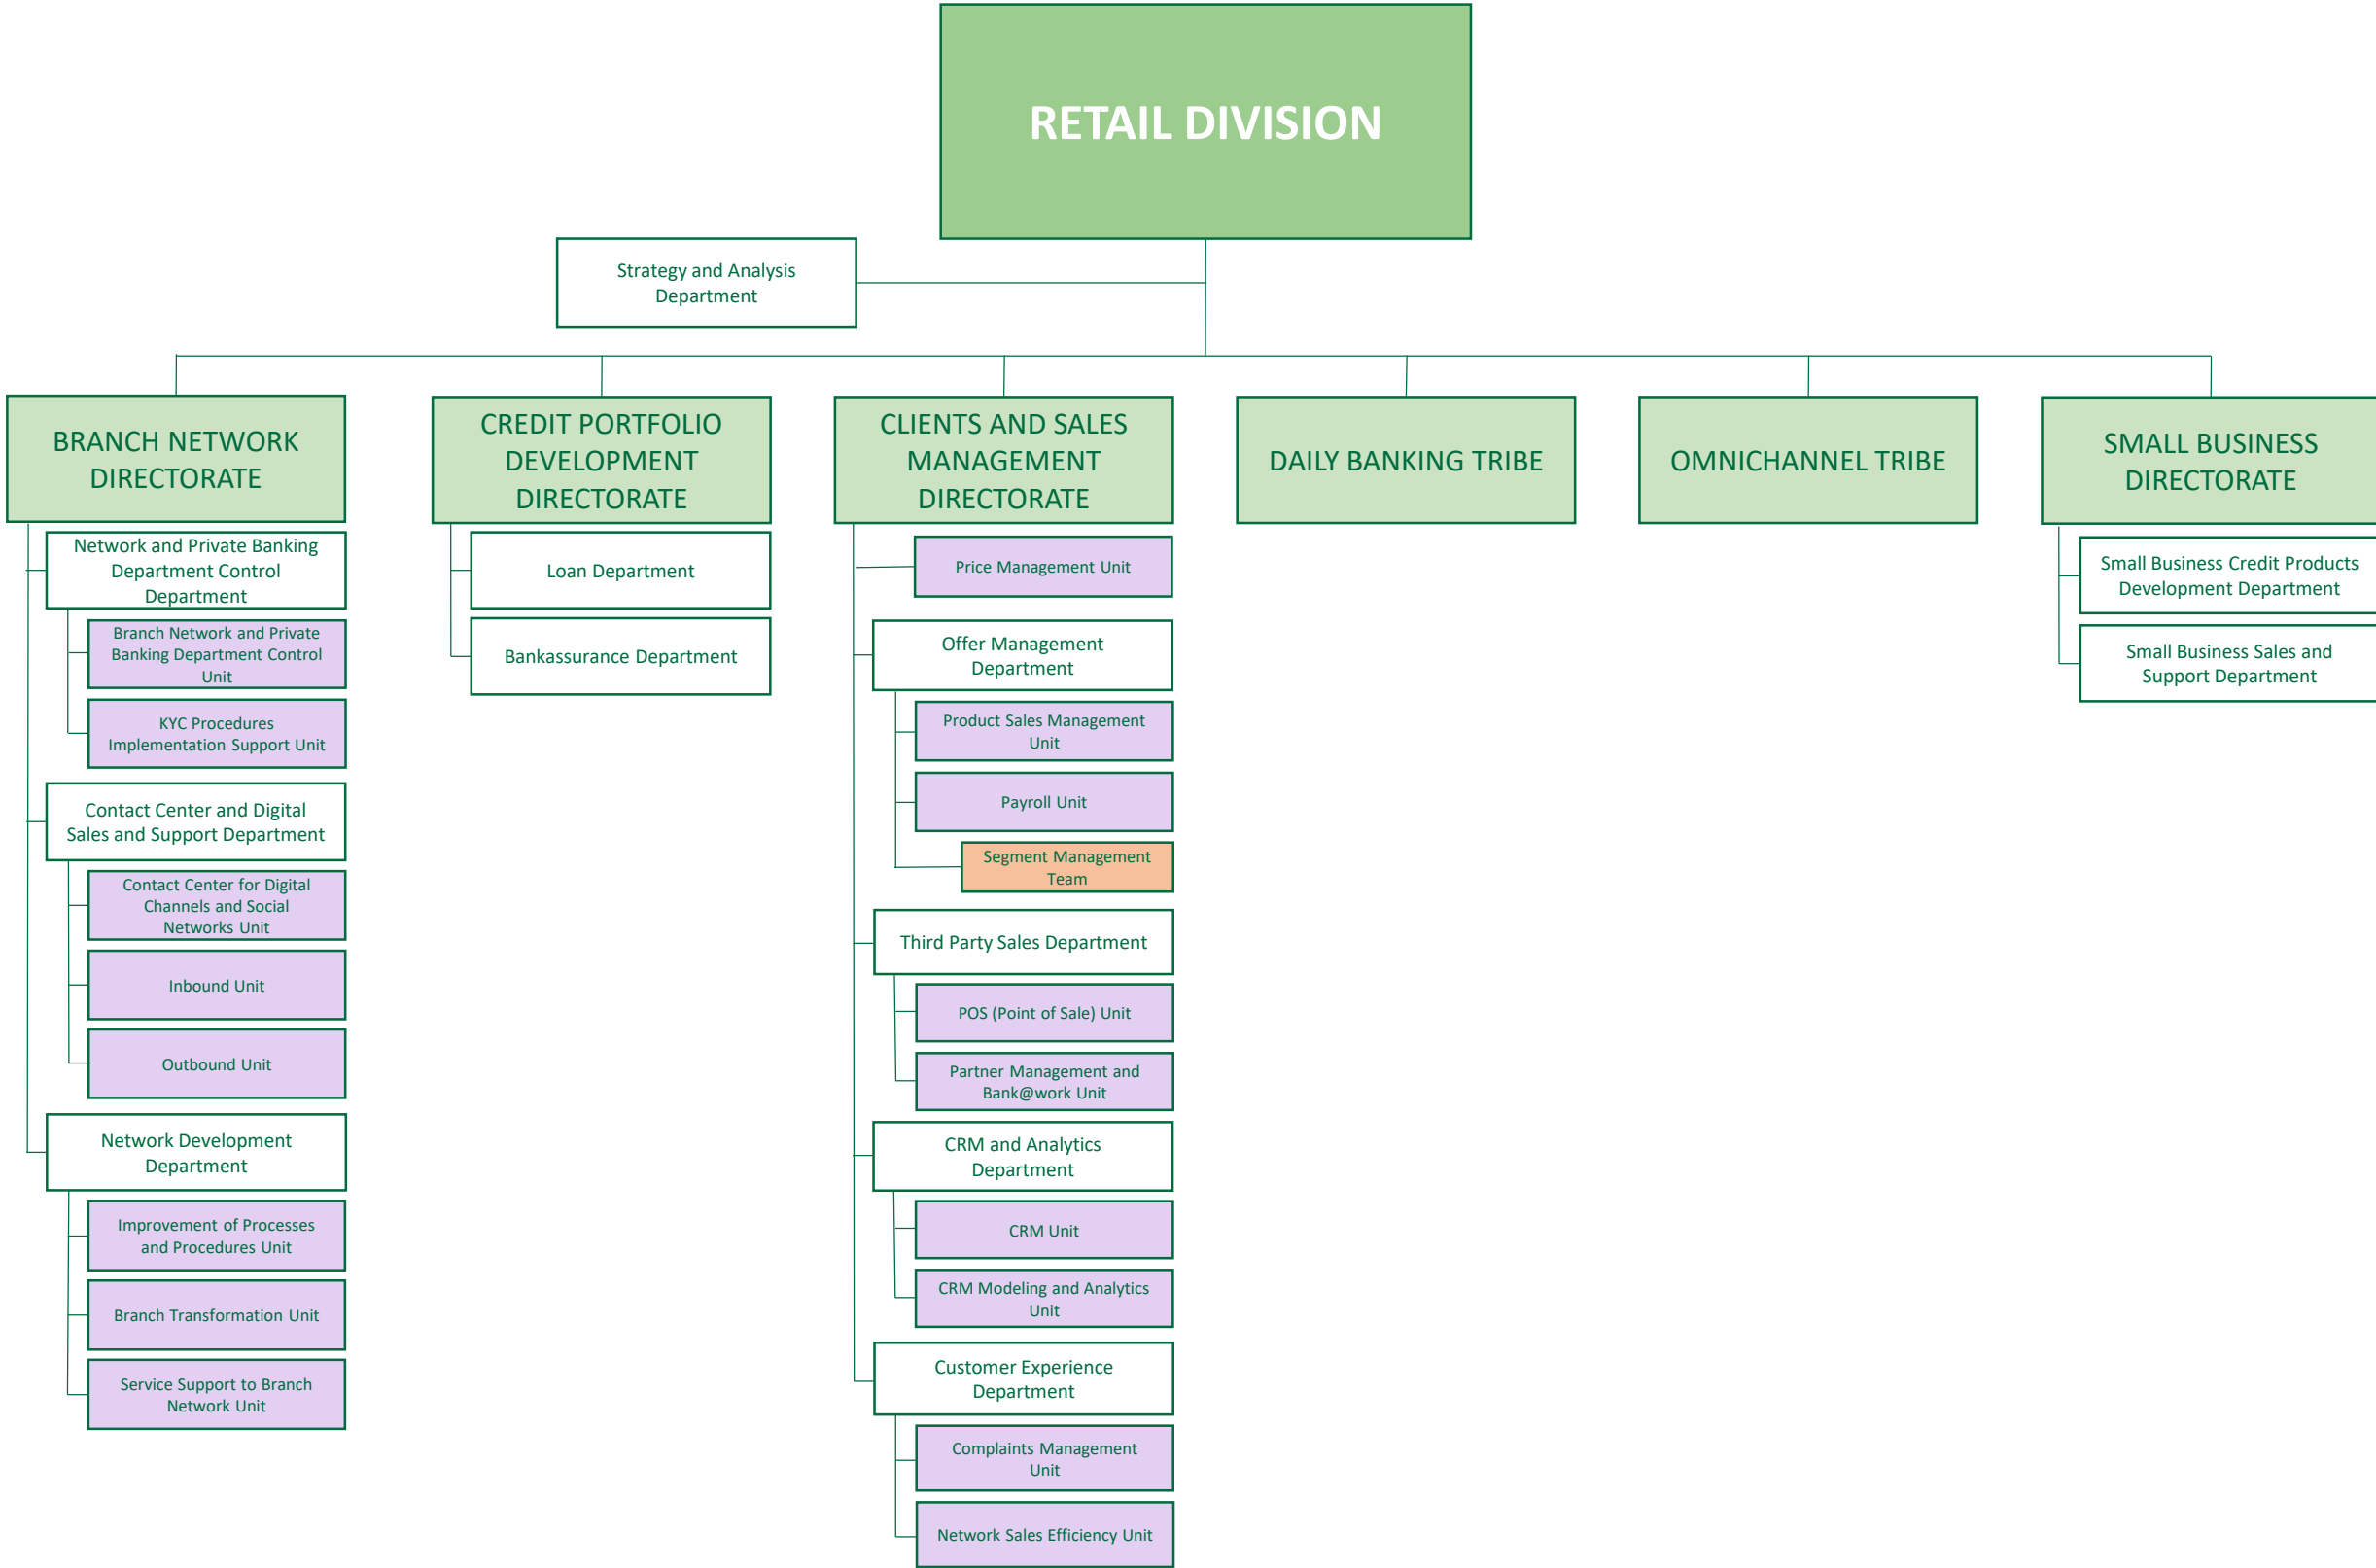 RETAIL DIVISION
Strategy and Analysis
Department
BRANCH NETWORK
DIRECTORATE
Network and Private Banking
Department Control
Department
Branch Network and Private
Banking Department Control
Unit
KYC Procedures
Implementation Support Unit
Contact Center and Digital
Sales and Support Department
Contact Center for Digital
Channels and Social
Networks Unit
Inbound Unit
Outbound Unit
Network Development
Department
Improvement of Processes
and Procedures Unit
Branch Transformation Unit
Service Support to Branch
Network Unit
CREDIT PORTFOLIO
DEVELOPMENT
DIRECTORATE
Loan Department
Bankassurance Department
CLIENTS AND SALES
MANAGEMENT
DIRECTORATE
Price Management Unit
Offer Management
Department
Product Sales Management
Unit
Payroll Unit
Segment Management
Team
Third Party Sales Department
POS (Point of Sale) Unit
Partner Management and
Bank@work Unit
CRM and Analytics
Department
CRM Unit
CRM Modeling and Analytics
Unit
Customer Experience
Department
Complaints Management
Unit
Network Sales Efficiency Unit
DAILY BANKING TRIBE
OMNICHANNEL TRIBE
SMALL BUSINESS
DIRECTORATE
Small Business Credit Products
Development Department
Small Business Sales and
Support Department